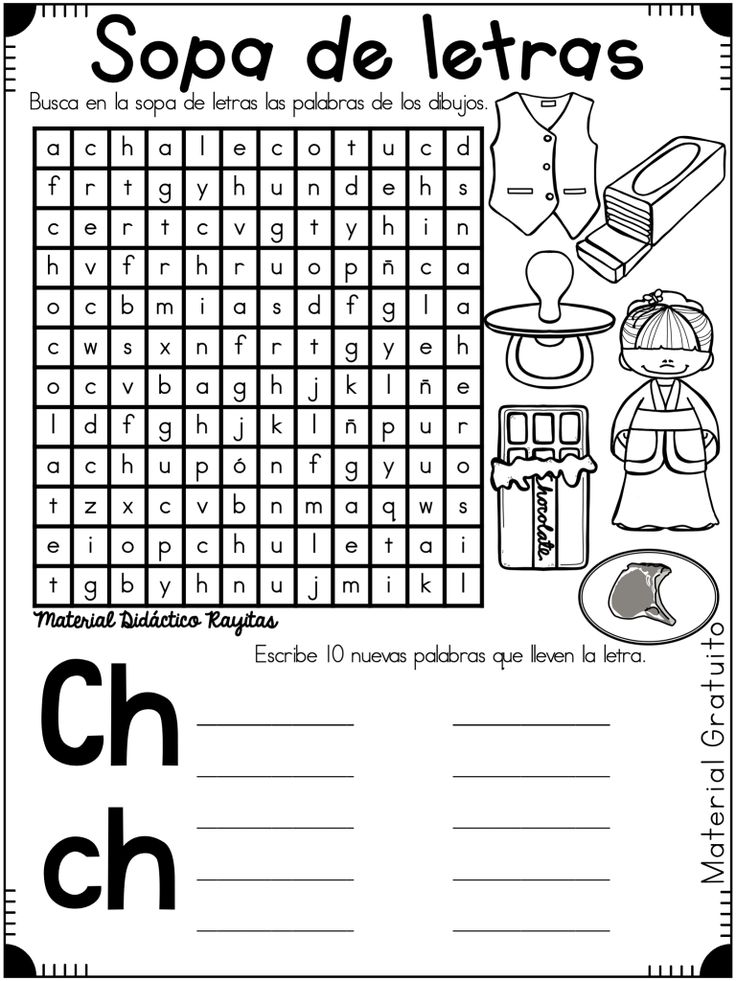 Sopa de letras
Busca en la sopa de letras las palabras de los dibujos.
a c h a l e c o t u c d
f r t g y h u n d e h s
c e r t c v g t y h i n
h v f r h r u o p ñ c a
o c b m i a s d f g l a
c w s x n f r t g y e h
o c v b a g h j k l ñ e
l d f g h j k l ñ p u r
a c h u p ó n f g y u o
t z x c v b n m a q w s
e i o p c h u l e t a i
t g b y h n u j m i k l
chocolate
Material Didáctico Rayitas
Escribe 10 nuevas palabras que lleven la letra.
Ch
ch
Material Gratuito